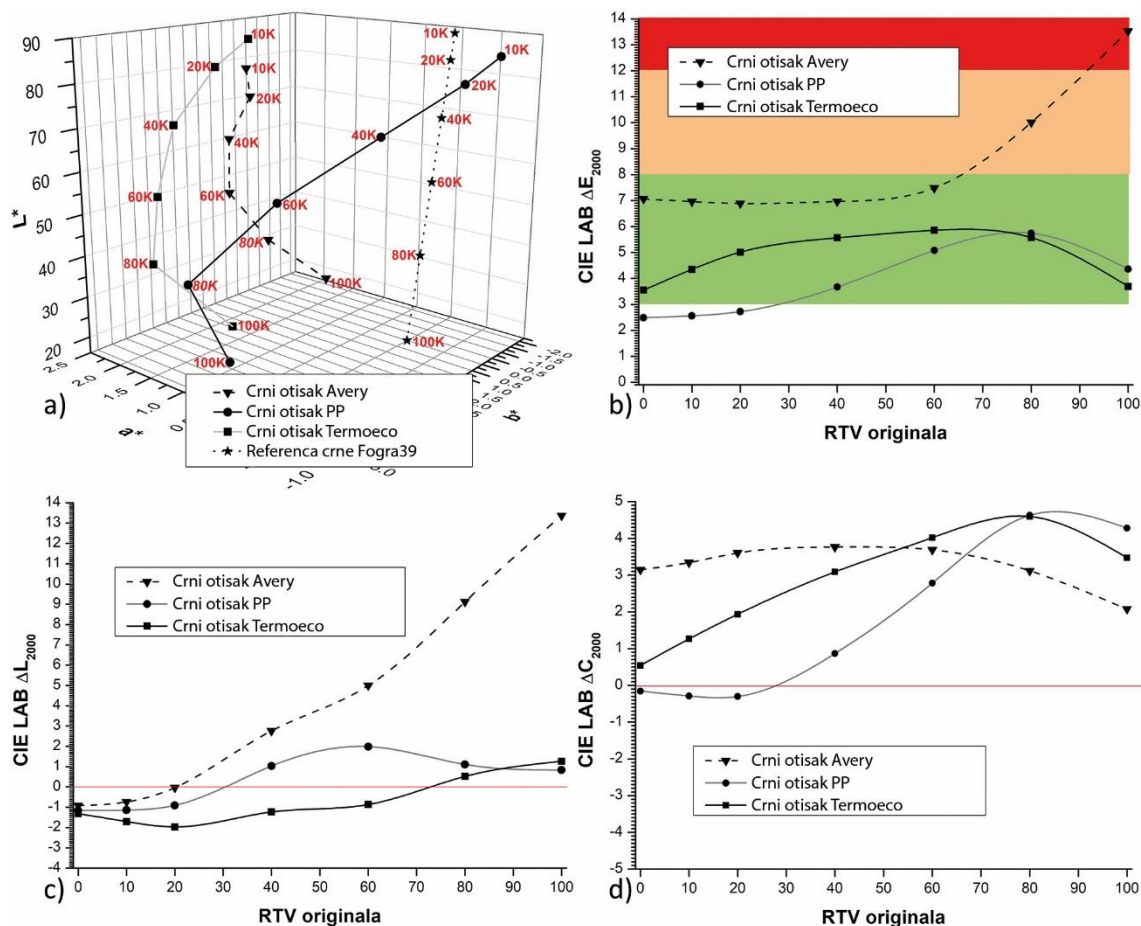 90
80
70
60
50
40
30
20
L*
2.5
2.0
1.5
1.0
a*
-1.0
b*
10K
20K
40K
60K
80K
100K
10K
20K
40K
60K
80K
100K
10K
20K
40K
60K
80K
100K
10K
20K
40K
60K
80K
100K
a)
Crni otisak Avery
Crni otisak PP
Crni otisak Termoeco
Referenca crne Fogra39
14
13
12
11
10
9
8
7
6
5
4
3
2
1
0
CIE LAB ΔE2000
Crni otisak Avery
Crni otisak PP
Crni otisak Termoeco
0 10 20 30 40 50 60 70 80 90 100
b)
RTV originala
14
13
12
11
10
9
8
7
6
5
4
3
2
1
0
-1
-2
-3
-4
CIE LAB ΔL2000
Crni otisak Avery
Crni otisak PP
Crni otisak Termoeco
0 10 20 30 40 50 60 70 80 90 100
c)
RTV originala
5
4
3
2
1
0
-1
-2
-3
-4
-5
CIE LAB ΔC2000
Crni otisak Avery
Crni otisak PP
Crni otisak Termoeco
0 10 20 30 40 50 60 70 80 90 100
d)
RTV originala